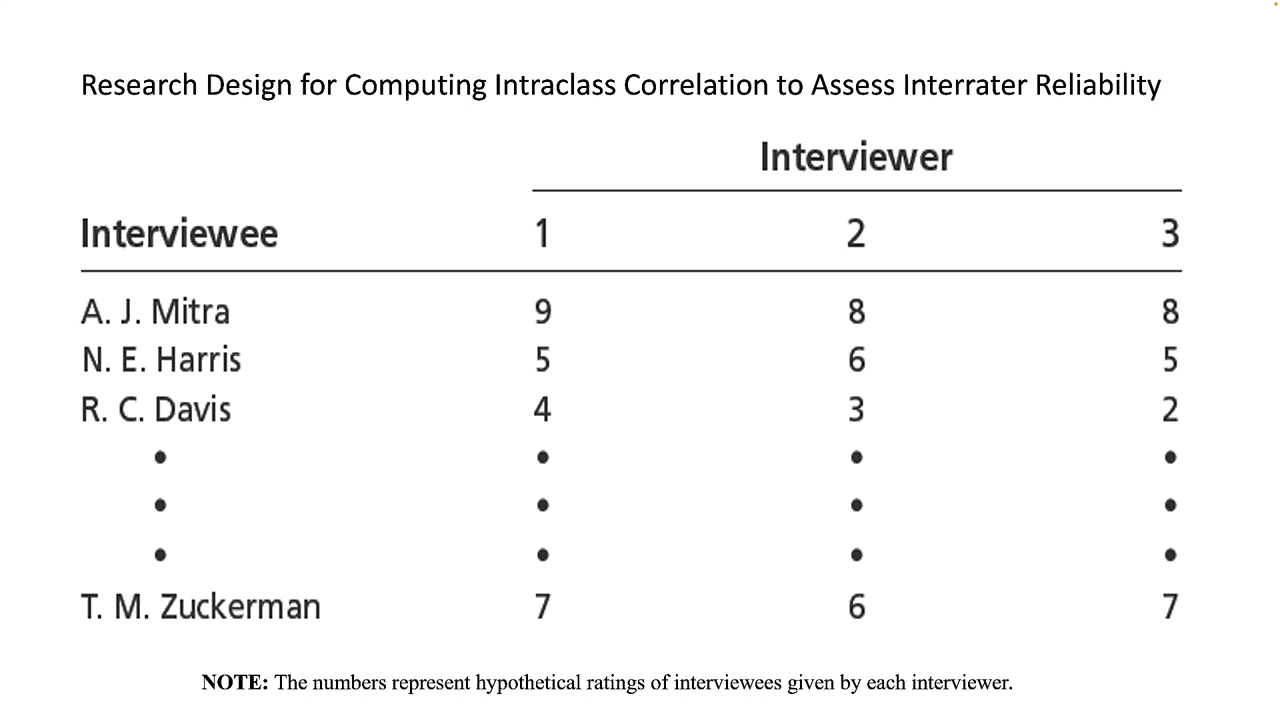 Research Design for Computing Intraclass Correlation to Assess Interrater Reliability
Interviewer
Interviewee 1 2 3
A. J. Mitra 9 8 8
N. E. Harris 5 6 5
R. C. Davis 4 3 2
• • • •
• • • •
• • • •
T. M. Zuckerman 7 6 7
NOTE: The numbers represent hypothetical ratings of interviewees given by each interviewer.